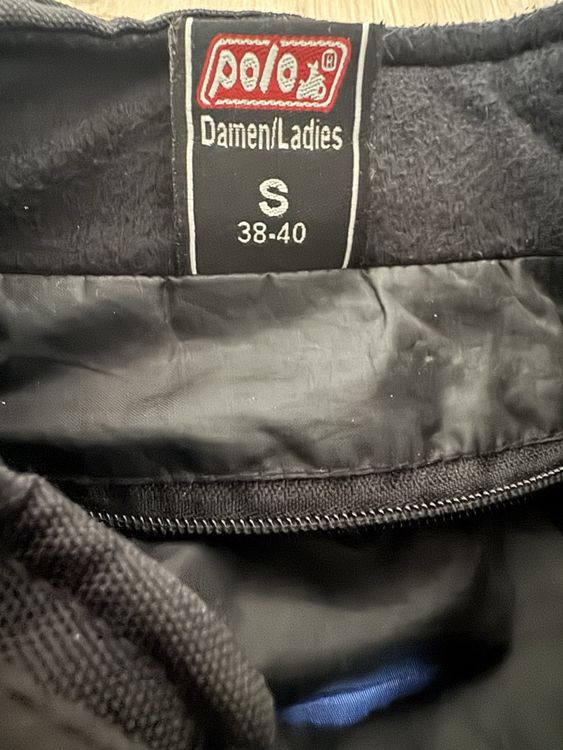 polo ®
Damen/Ladies
S
38-40